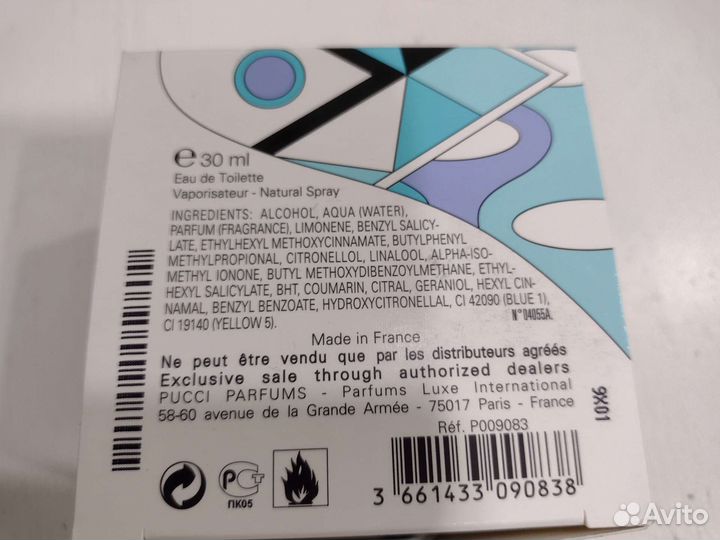 ℮ 30 ml
Eau de Toilette
Vaporisateur - Natural Spray
INGREDIENTS: ALCOHOL, AQUA (WATER),
PARFUM (FRAGRANCE), LIMONENE, BENZYL SALICY-
LATE, ETHYLHEXYL METHOXYCINNAMATE, BUTYLPHENYL
METHYLPROPIONAL, CITRONELLOL, LINALOOL, ALPHA-ISO-
METHYL IONONE, BUTYL METHOXYDIBENZOYLMETHANE, ETHYL-
HEXYL SALICYLATE, BHT, COUMARIN, CITRAL, GERANIOL, HEXYL CIN-
NAMAL, BENZYL BENZOATE, HYDROXYCITRONELLAL, CI 42090 (BLUE 1),
CI 19140 (YELLOW 5).
N° 04055A.
Made in France
Ne peut être vendu que par les distributeurs agréés
Exclusive sale through authorized dealers
PUCCI PARFUMS - Parfums Luxe International
58-60 avenue de la Grande Armée - 75017 Paris - France
9X01
Réf. P009083
РСТ
ПК05
3 661433 090838
Avito